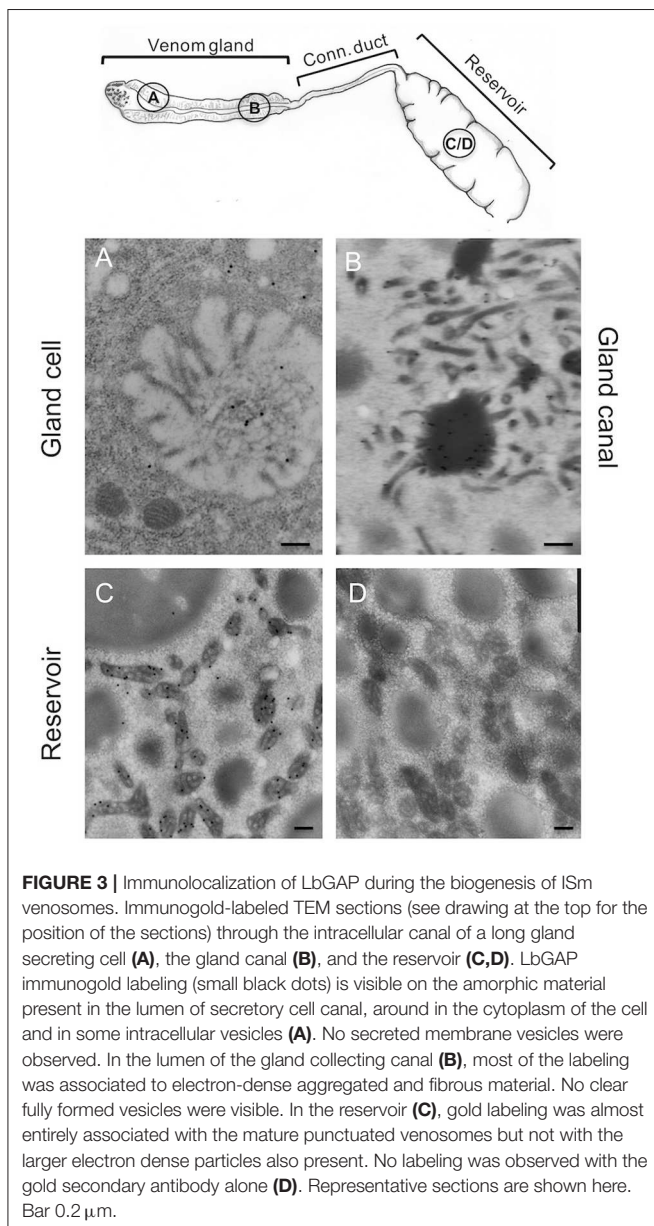 Venom gland
Conn. duct
Reservoir
A
B
C/D
A
B
Gland cell
Gland canal
C
D
Reservoir
FIGURE 3 | Immunolocalization of LbGAP during the biogenesis of ISm
venosomes. Immunogold-labeled TEM sections (see drawing at the top for the
position of the sections) through the intracellular canal of a long gland
secreting cell (A), the gland canal (B), and the reservoir (C,D). LbGAP
immunogold labeling (small black dots) is visible on the amorphic material
present in the lumen of secretory cell canal, around in the cytoplasm of the cell
and in some intracellular vesicles (A). No secreted membrane vesicles were
observed. In the lumen of the gland collecting canal (B), most of the labeling
was associated to electron-dense aggregated and fibrous material. No clear
fully formed vesicles were visible. In the reservoir (C), gold labeling was almost
entirely associated with the mature punctuated venosomes but not with the
larger electron dense particles also present. No labeling was observed with the
gold secondary antibody alone (D). Representative sections are shown here.
Bar 0.2 μm.